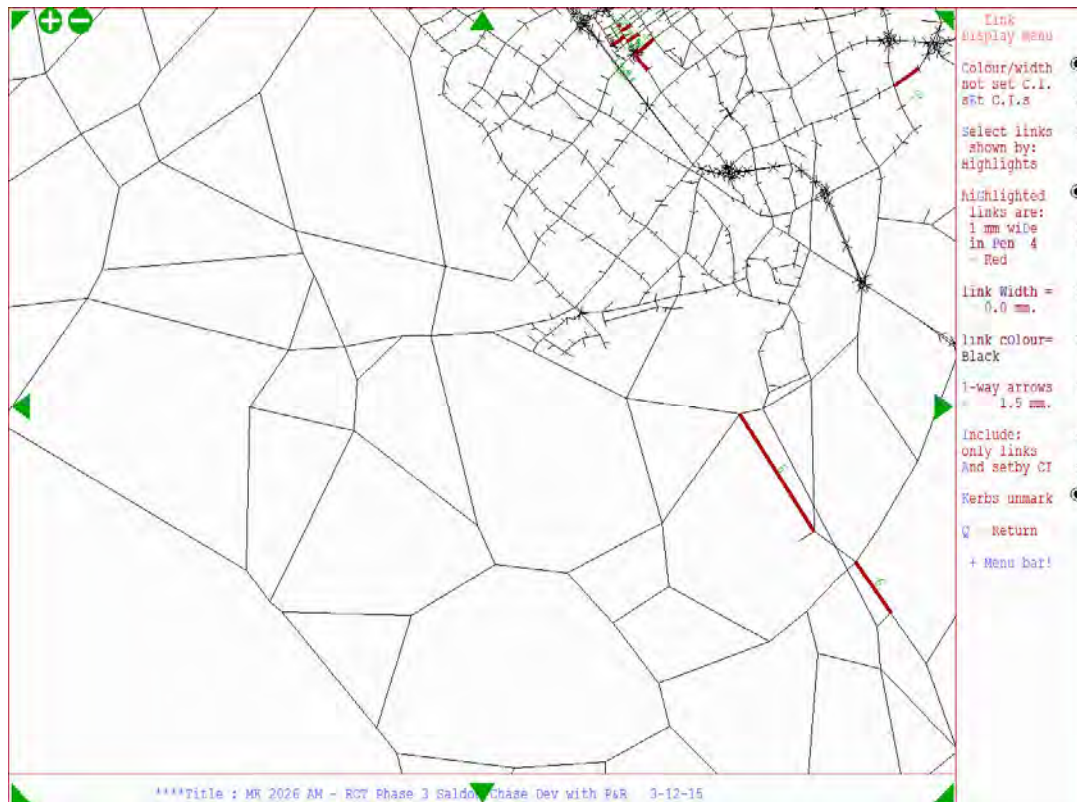 Link
Display Menu
Colour/width
not set C.I.
sEt C.I.s
Select links
shown by:
Highlights
hiGhlighted
links are:
1 mm wiDe
in Pen 4
- Red
link Width =
0.0 mm.
link colour=
Black
1-way arrows
= 1.5 mm.
Include:
only links
And setby CI
Kerbs unmark
Q Return
+ Menu bar!
****Title : MK 2026 AM - RCT Phase 3 Saldon Chase Dev with P&R 3-12-15